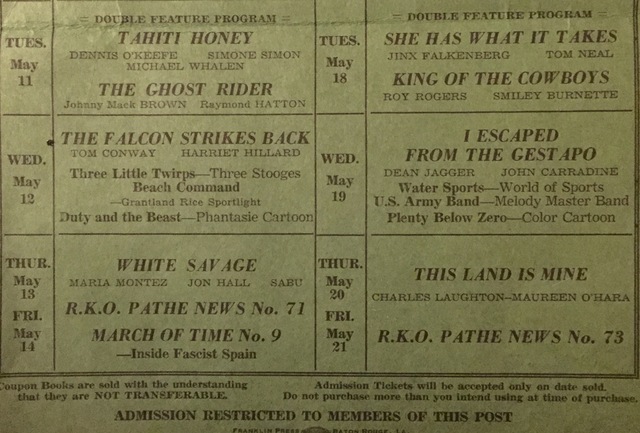 = DOUBLE FEATURE PROGRAM =
TUES.
May
11
TAHITI HONEY
DENNIS O'KEEFE SIMONE SIMON
MICHAEL WHALEN
THE GHOST RIDER
Johnny Mack BROWN Raymond HATTON
WED.
May
12
THE FALCON STRIKES BACK
TOM CONWAY HARRIET HILLARD
Three Little Twirps—Three Stooges
Beach Command
—Grantland Rice Sportlight
Duty and the Beast—Phantasie Cartoon
THUR.
May
13
FRI.
May
14
WHITE SAVAGE
MARIA MONTEZ JON HALL SABU
R.K.O. PATHE NEWS No. 71
MARCH OF TIME No. 9
—Inside Fascist Spain
= DOUBLE FEATURE PROGRAM =
TUES.
May
18
SHE HAS WHAT IT TAKES
JINX FALKENBERG TOM NEAL
KING OF THE COWBOYS
ROY ROGERS SMILEY BURNETTE
WED.
May
19
I ESCAPED
FROM THE GESTAPO
DEAN JAGGER JOHN CARRADINE
Water Sports—World of Sports
U.S. Army Band—Melody Master Band
Plenty Below Zero—Color Cartoon
THUR.
May
20
FRI.
May
21
THIS LAND IS MINE
CHARLES LAUGHTON--MAUREEN O'HARA
R.K.O. PATHE NEWS No. 73
Coupon Books are sold with the understanding
that they are NOT TRANSFERABLE.
Admission Tickets will be accepted only on date sold.
Do not purchase more than you intend using at time of purchase.
ADMISSION RESTRICTED TO MEMBERS OF THIS POST
FRANKLIN PRESS BATON ROUGE, LA.